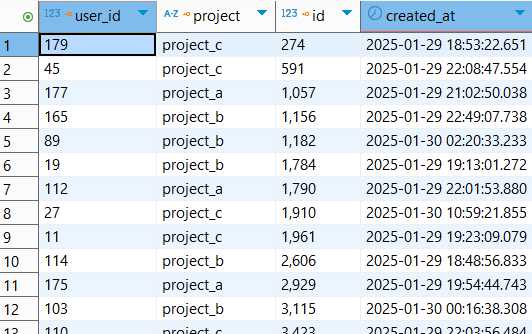 123 user_id A-Z project 123 id created_at
1 179 project_c 274 2025-01-29 18:53:22.651
2 45 project_c 591 2025-01-29 22:08:47.554
3 177 project_a 1,057 2025-01-29 21:02:50.038
4 165 project_b 1,156 2025-01-29 22:49:07.738
5 89 project_b 1,182 2025-01-30 02:20:33.233
6 19 project_b 1,784 2025-01-29 19:13:01.272
7 112 project_a 1,790 2025-01-29 22:01:53.880
8 27 project_c 1,910 2025-01-30 10:59:21.855
9 11 project_c 1,961 2025-01-29 19:23:09.079
10 114 project_b 2,606 2025-01-29 18:48:56.833
11 175 project_a 2,929 2025-01-29 19:54:44.743
12 103 project_b 3,115 2025-01-30 00:16:38.308
13 110 project_c 3,423 2025-01-29 22:03:56.484